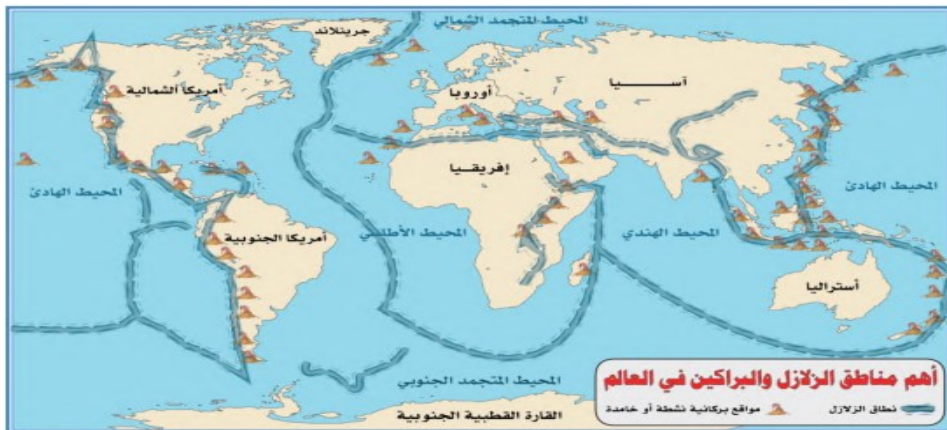 المحيط المتجمد الشمالي
جرينلاند
آسيا
أوروبا
أمريكا الشمالية
إفريقيا
المحيط الهادئ
المحيط الهادئ
المحيط الهندي
المحيط الأطلسي
أمريكا الجنوبية
أستراليا
أهم مناطق الزلازل والبراكين في العالم
نطاق الزلازل
مواقع بركانية نشطة أو خامدة
المحيط المتجمد الجنوبي
القارة القطبية الجنوبية